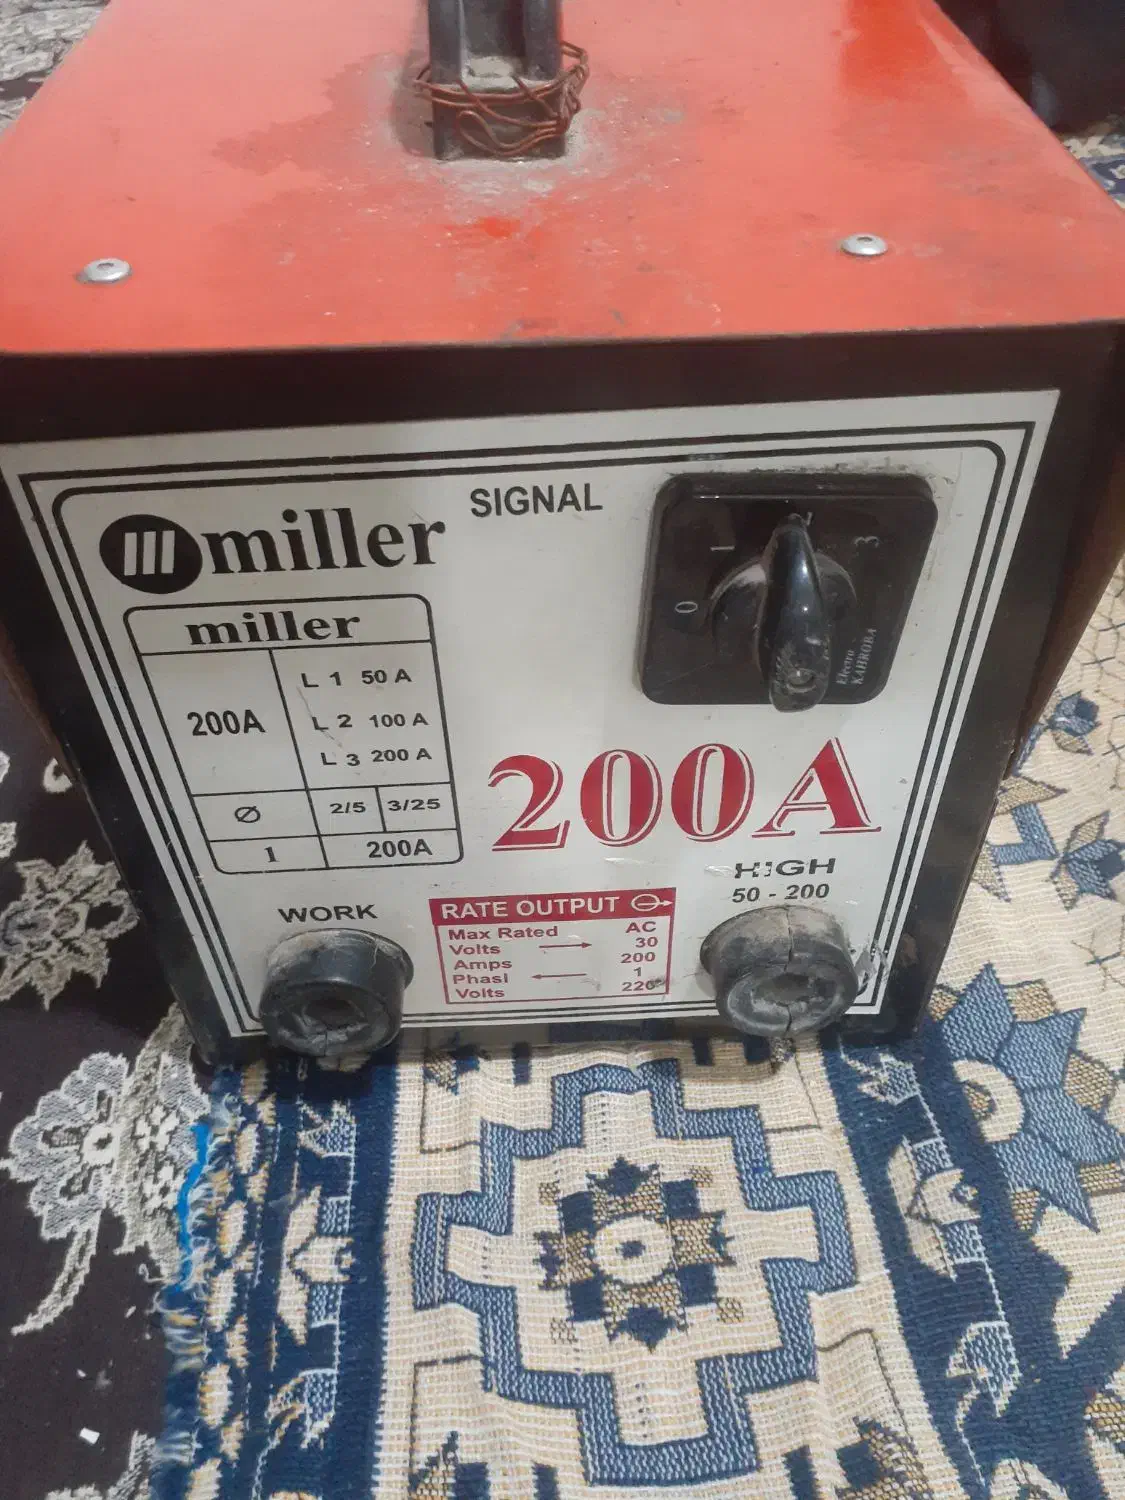 miller
SIGNAL
1
3
0
Electro
KAHROBA
miller
200A
L 1 50 A
L 2 100 A
L 3 200 A
Ø 2/5 3/25
1 200A
200A
HIGH
50 - 200
WORK
RATE OUTPUT
Max Rated AC
Volts 30
Amps 200
Phasl 1
Volts 220